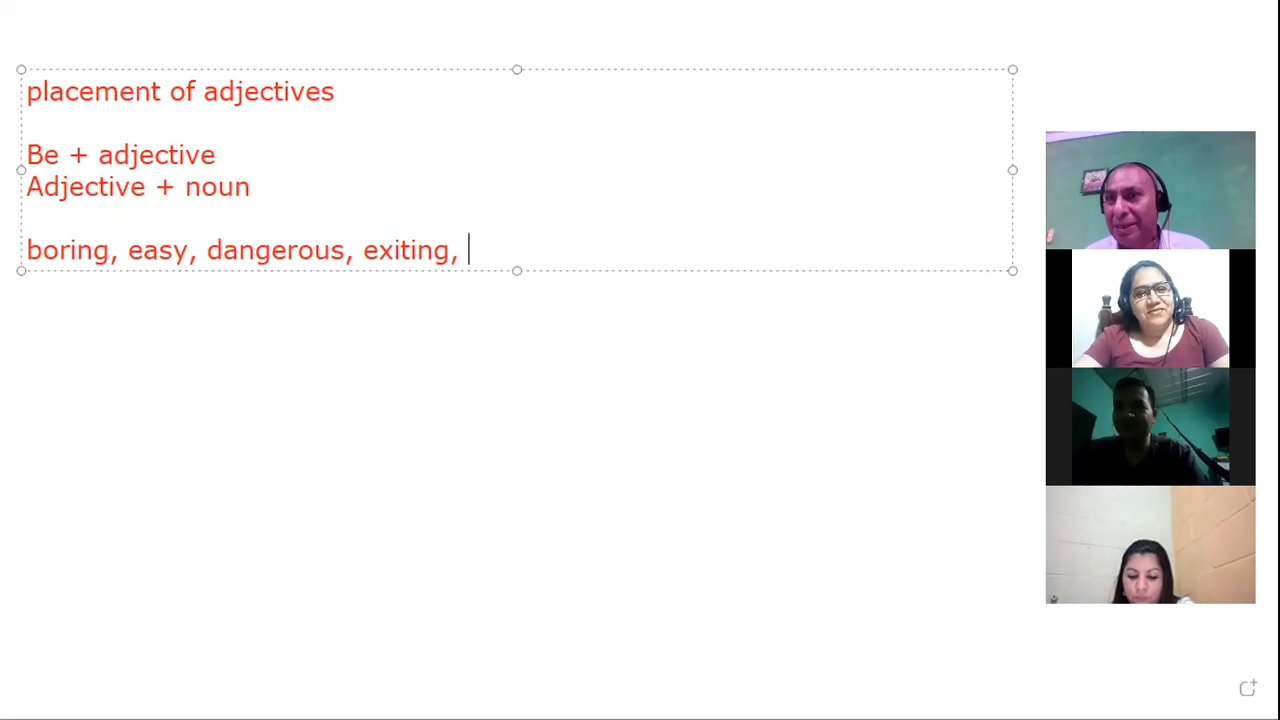 placement of adjectives
Be + adjective
Adjective + noun
boring, easy, dangerous, exiting,